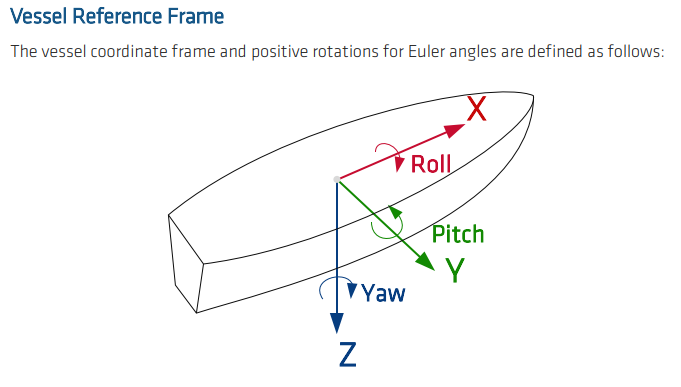 Vessel Reference Frame
The vessel coordinate frame and positive rotations for Euler angles are defined as follows:
X
Roll
Pitch
Y
Yaw
Z